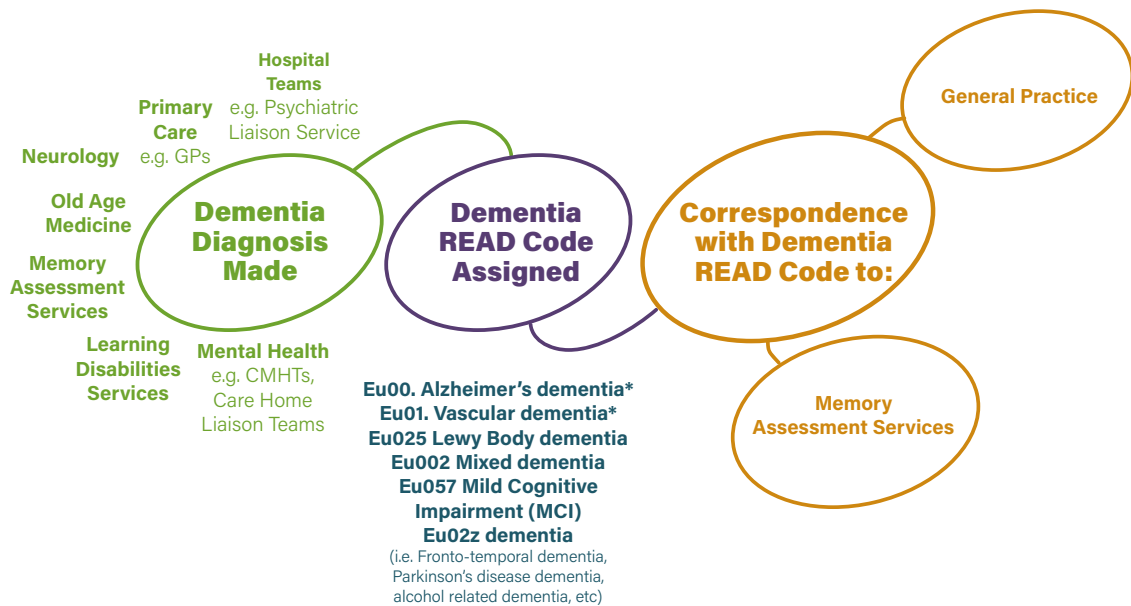 Hospital
Teams
e.g. Psychiatric
Liaison Service
Primary
Care
e.g. GPs
Neurology
Old Age
Medicine
Memory
Assessment
Services
Learning
Disabilities
Services
Mental Health
e.g. CMHTs,
Care Home
Liaison Teams
Dementia
Diagnosis
Made
Dementia
READ Code
Assigned
Eu00. Alzheimer’s dementia*
Eu01. Vascular dementia*
Eu025 Lewy Body dementia
Eu002 Mixed dementia
Eu057 Mild Cognitive
Impairment (MCI)
Eu02z dementia
(i.e. Fronto-temporal dementia,
Parkinson’s disease dementia,
alcohol related dementia, etc)
Correspondence
with Dementia
READ Code to:
General Practice
Memory
Assessment Services